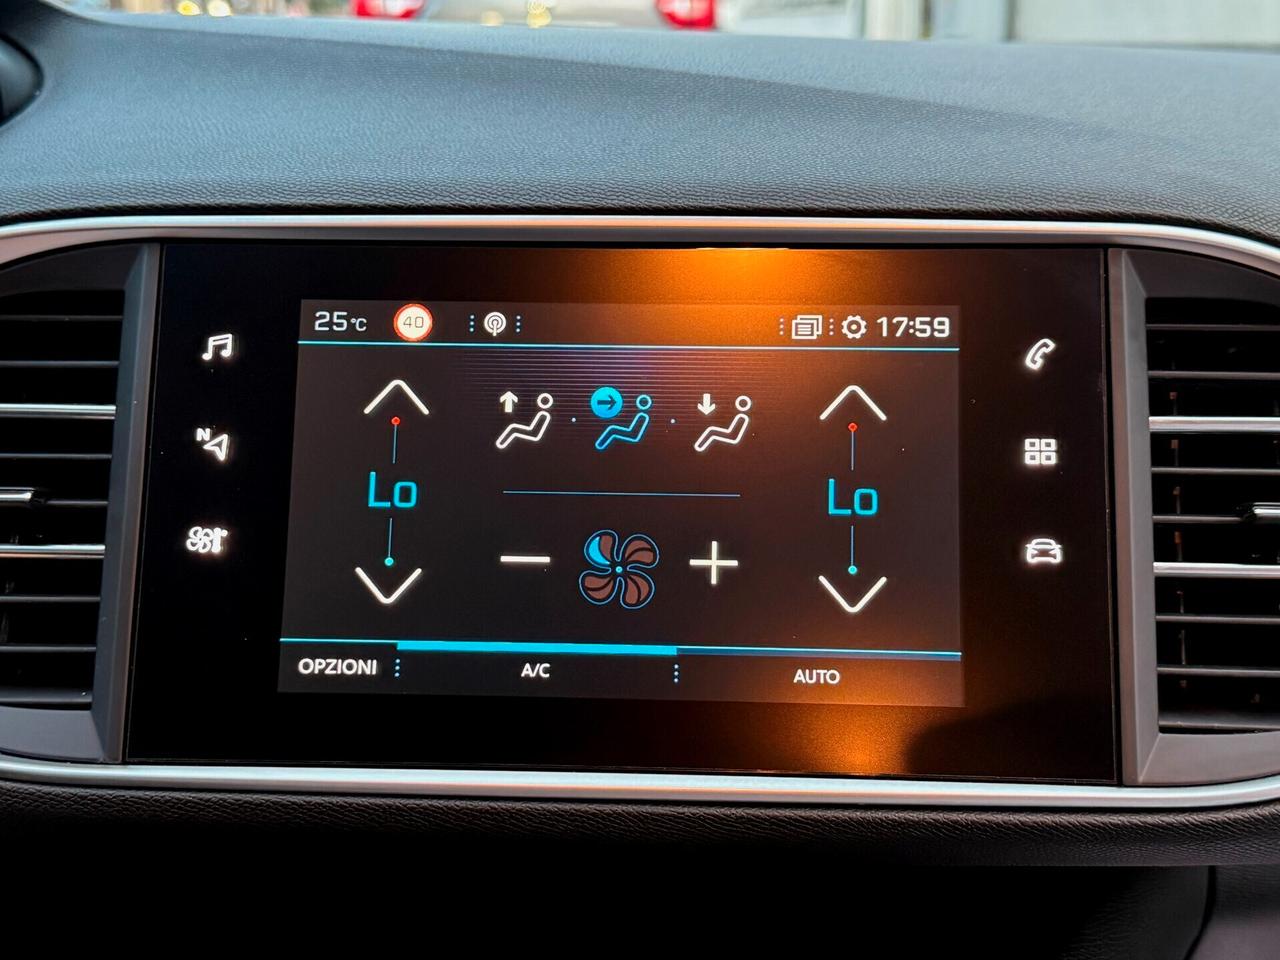 25°C 40 17:59
N
Lo Lo
OPZIONI A/C AUTO